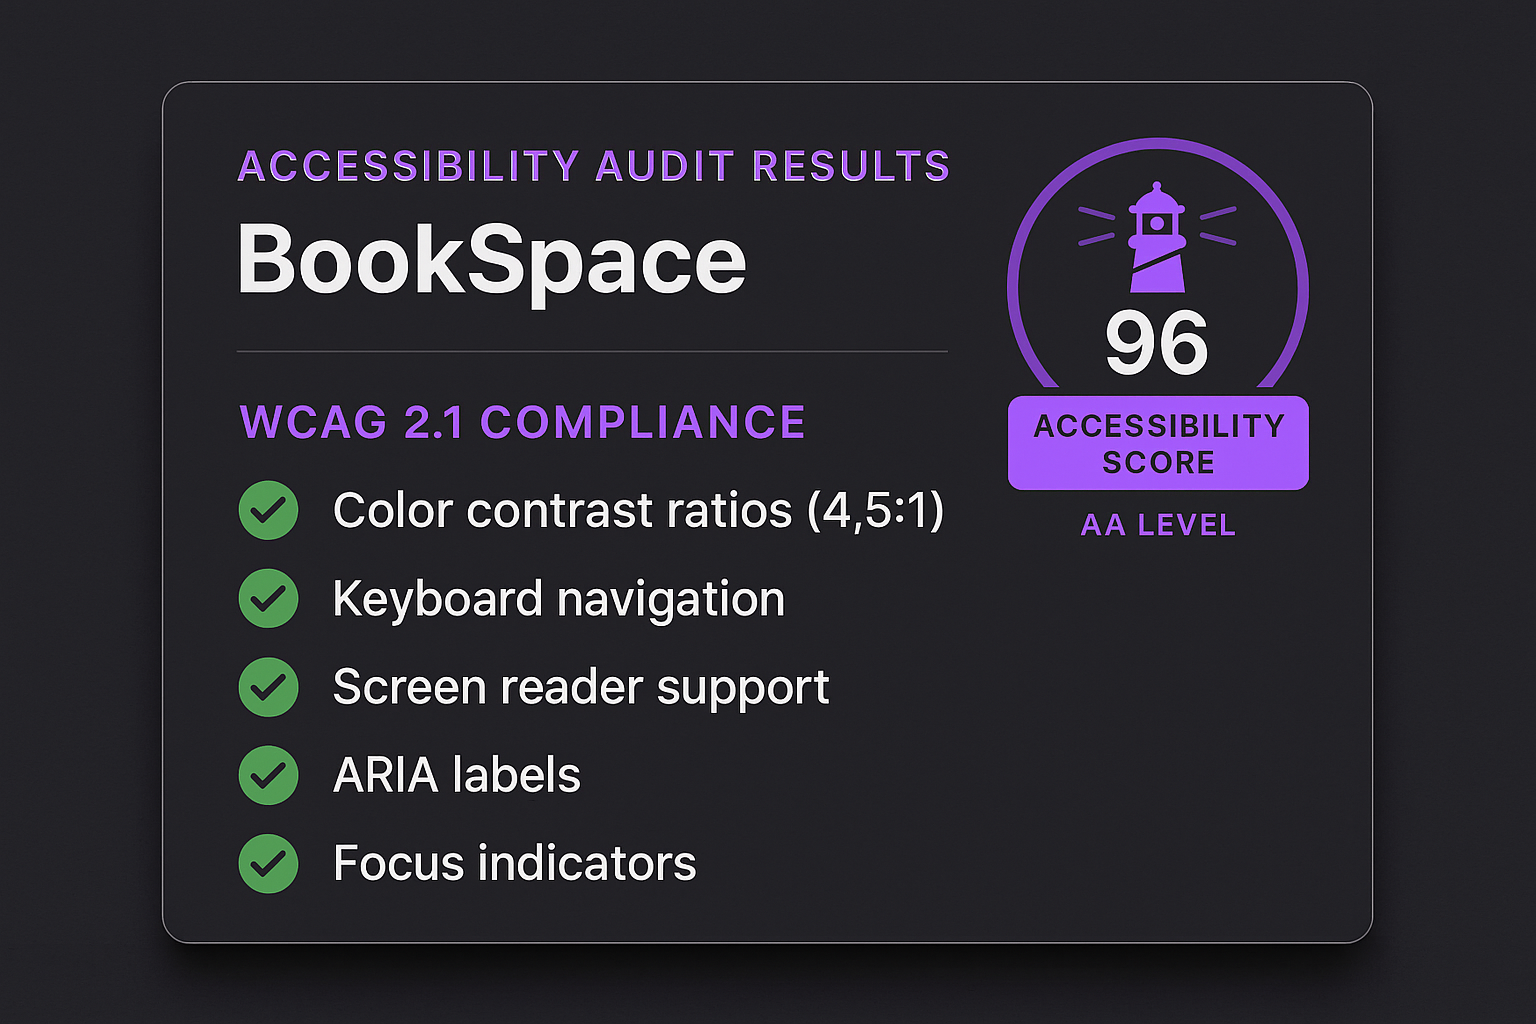 ACCESSIBILITY AUDIT RESULTS
BookSpace
WCAG 2.1 COMPLIANCE
Color contrast ratios (4,5:1)
Keyboard navigation
Screen reader support
ARIA labels
Focus indicators
96
ACCESSIBILITY
SCORE
AA LEVEL